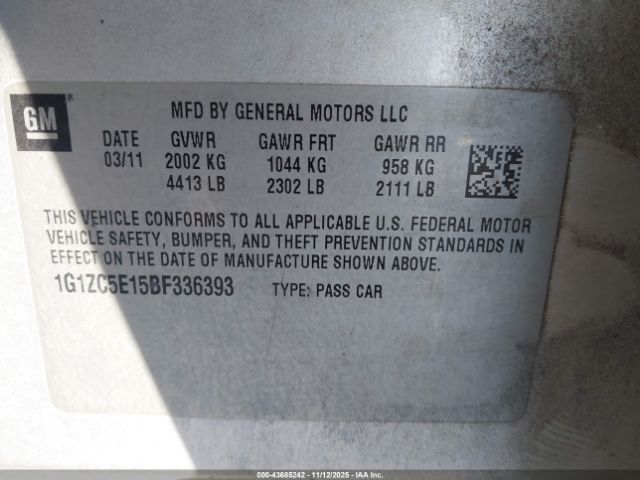 GM®
MFD BY GENERAL MOTORS LLC
DATE GVWR GAWR FRT GAWR RR
03/11 2002 KG 1044 KG 958 KG
4413 LB 2302 LB 2111 LB
THIS VEHICLE CONFORMS TO ALL APPLICABLE U.S. FEDERAL MOTOR
VEHICLE SAFETY, BUMPER, AND THEFT PREVENTION STANDARDS IN
EFFECT ON THE DATE OF MANUFACTURE SHOWN ABOVE.
1G1ZC5E15BF336393 TYPE: PASS CAR
000-43685242 - 11/12/2025 - IAAI, Inc.